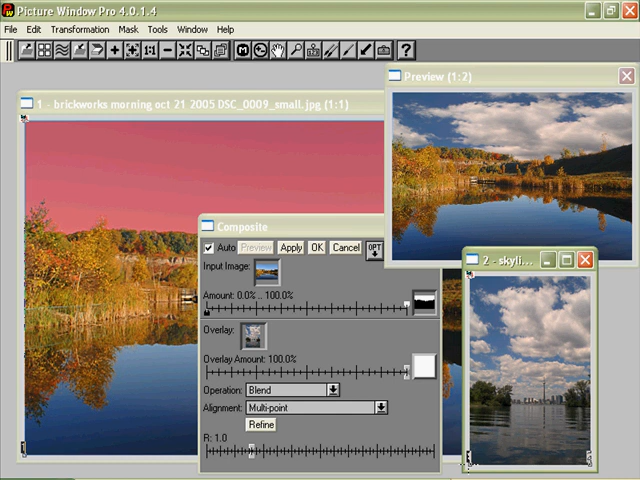 Picture Window Pro 4.0.1.4
File Edit Transformation Mask Tools Window Help
1:1
Preview (1:2)
1 - brickworks morning oct 21 2005 DSC_0009_small.jpg (1:1)
Composite
Auto Preview Apply OK Cancel OPT
Input Image:
Amount: 0.0% .. 100.0%
Overlay:
Overlay Amount: 100.0%
Operation: Blend
Alignment: Multi-point
Refine
R: 1.0
2 - skyli...